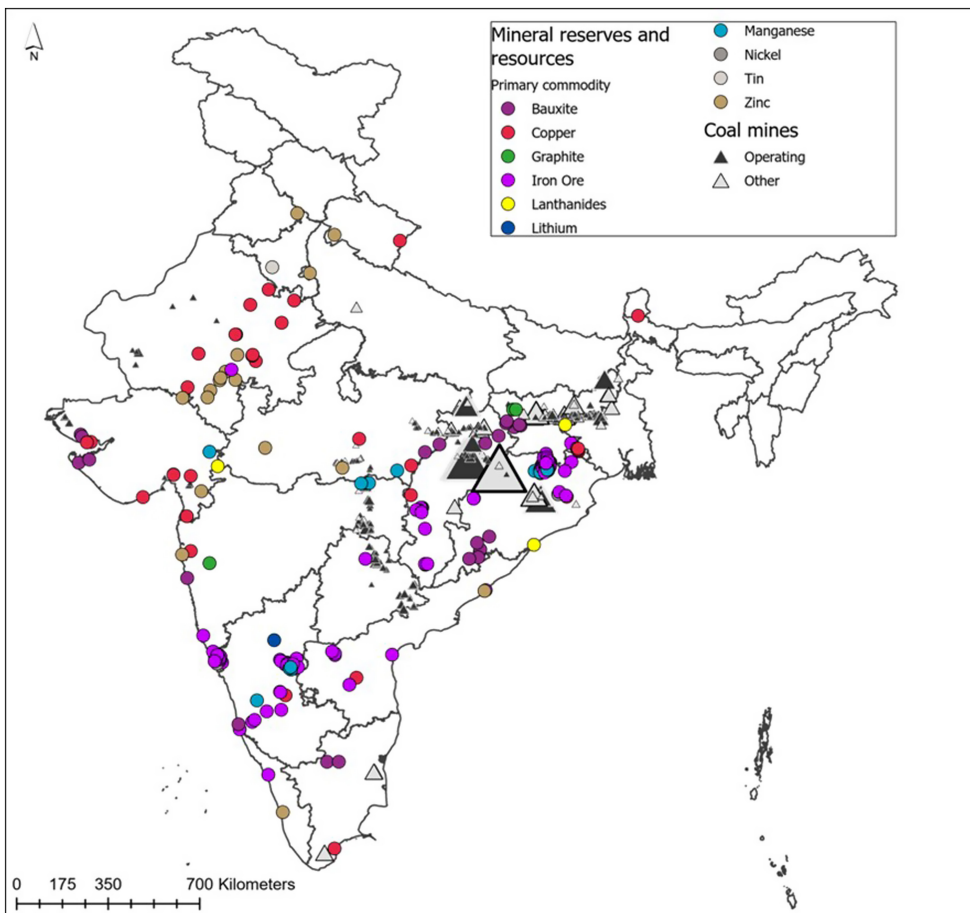 N
Mineral reserves and
resources
Primary commodity
Bauxite
Copper
Graphite
Iron Ore
Lanthanides
Lithium
Manganese
Nickel
Tin
Zinc
Coal mines
Operating
Other
0 175 350 700 Kilometers